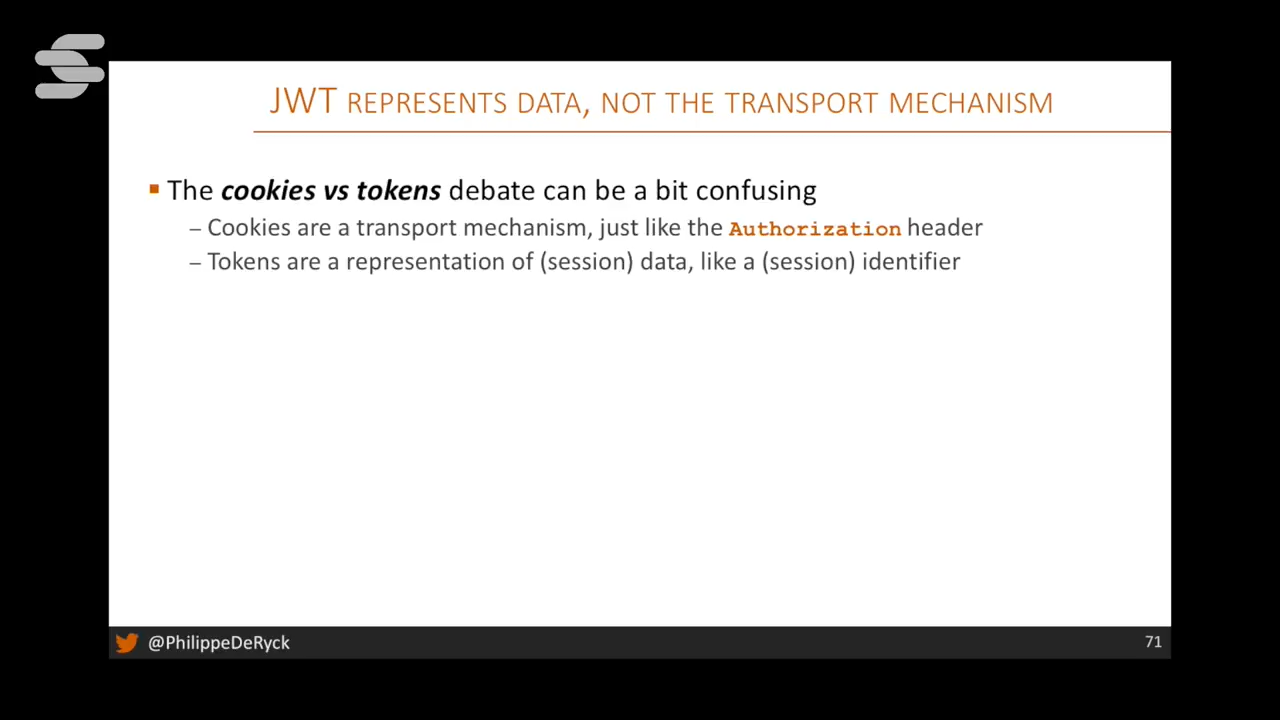 JWT REPRESENTS DATA, NOT THE TRANSPORT MECHANISM
▪ The cookies vs tokens debate can be a bit confusing
– Cookies are a transport mechanism, just like the Authorization header
– Tokens are a representation of (session) data, like a (session) identifier
@PhilippeDeRyck
71